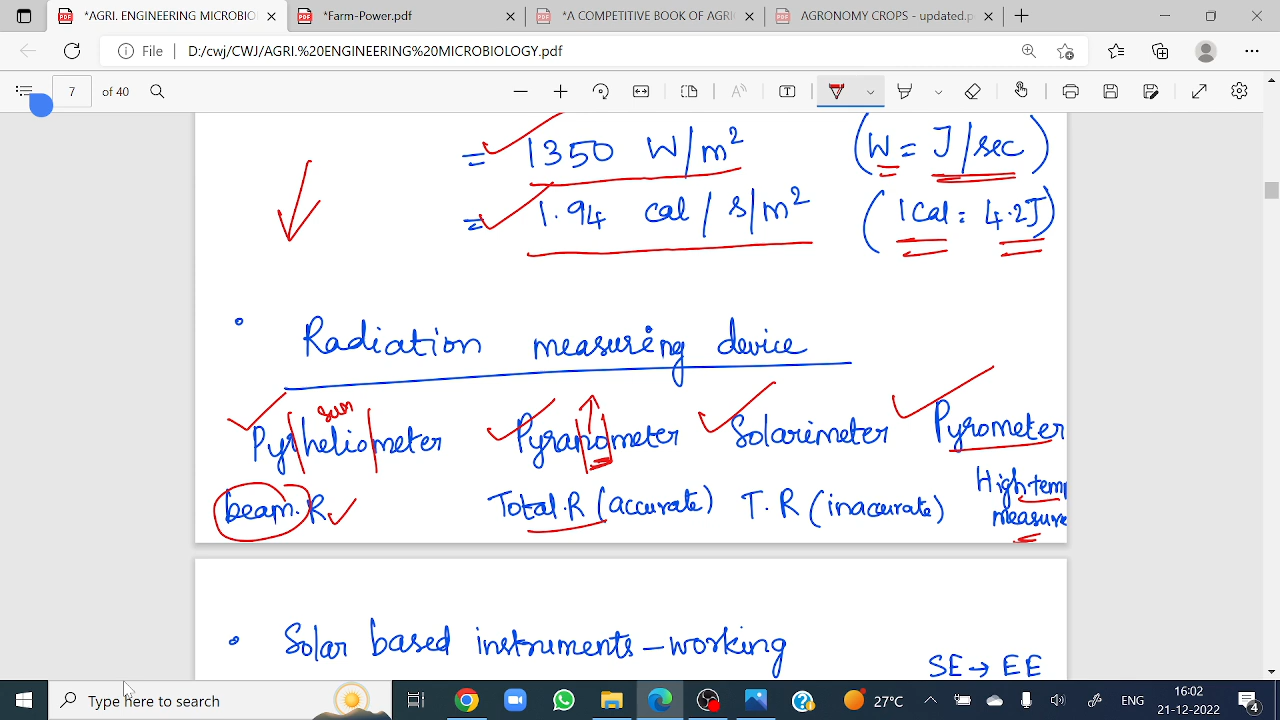 *AGRI. ENGINEERING MICROBIO
*Farm-Power.pdf
*A COMPETITIVE BOOK OF AGRI
AGRONOMY CROPS - updated.p
File | D:/cwj/CWJ/AGRI.%20ENGINEERING%20MICROBIOLOGY.pdf
7 of 40
= 1350 W/m² (W = J/sec)
= 1.94 cal/s/m² (1Cal = 4.2J)
• Radiation measuring device
sun
Pyrheliometer Pyranometer Solarimeter Pyrometer
beam.R Total.R (accurate) T.R (inaccurate) High temp
measure
• Solar based instruments – working
SE → EE
Type here to search
27°C ENG 16:02
21-12-2022
4